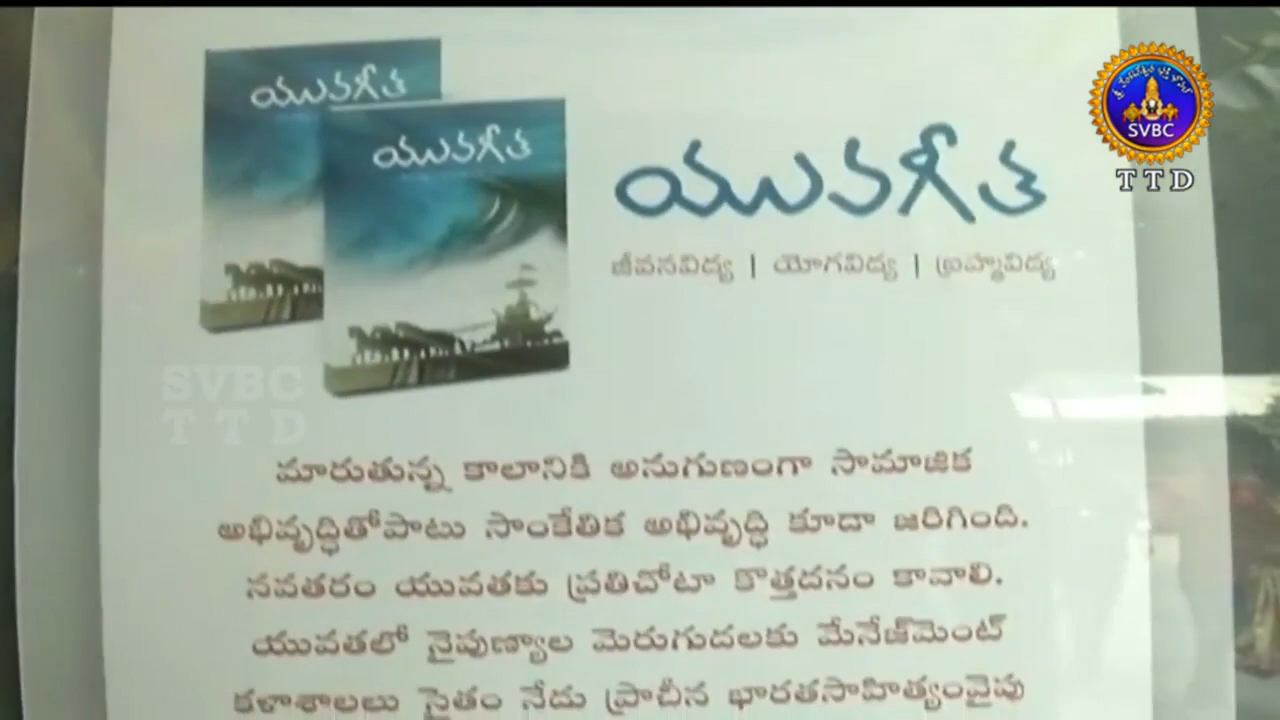 యువగీత
యువగీత
యువగీత
జీవనవిద్య | యోగవిద్య | బ్రహ్మవిద్య
SVBC
TTD
SVBC
TTD
మారుతున్న కాలానికి అనుగుణంగా సామాజిక
అభివృద్ధితోపాటు సాంకేతిక అభివృద్ధి కూడా జరిగింది.
నవతరం యువతకు ప్రతిచోటా కొత్తదనం కావాలి.
యువతలో నైపుణ్యాల మెరుగుదలకు మేనేజ్‌మెంట్
కళాశాలలు సైతం నేడు ప్రాచీన భారతసాహిత్యంవైపు